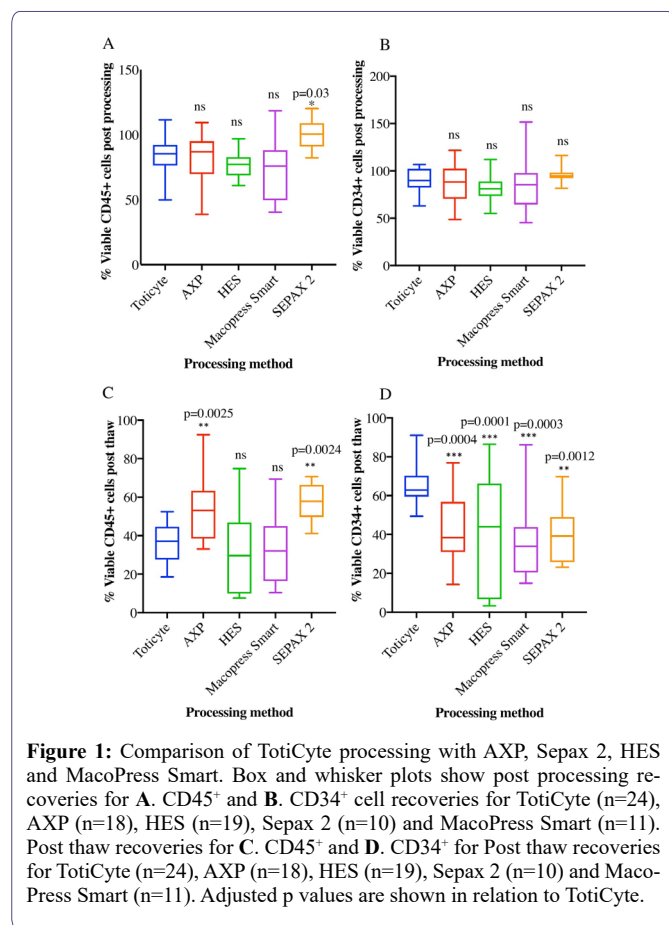 A
% Viable CD45+ cells post processing
150
100
50
0
ns
ns
ns
p=0.03
*
Toticyte
AXP
HES
Macopress Smart
SEPAX 2
Processing method
B
% Viable CD34+ cells post processing
200
150
100
50
0
ns
ns
ns
ns
Toticyte
AXP
HES
Macopress Smart
SEPAX 2
Processing method
C
% Viable CD45+ cells post thaw
100
80
60
40
20
0
p=0.0025
**
ns
ns
p=0.0024
**
Toticyte
AXP
HES
Macopress Smart
SEPAX 2
Processing method
D
% Viable CD34+ cells post thaw
100
80
60
40
20
0
p=0.0004
***
p=0.0001
***
p=0.0003
***
p=0.0012
**
Toticyte
AXP
HES
Macopress Smart
SEPAX 2
Processing method
Figure 1: Comparison of TotiCyte processing with AXP, Sepax 2, HES
and MacoPress Smart. Box and whisker plots show post processing re-
coveries for A. CD45⁺ and B. CD34⁺ cell recoveries for TotiCyte (n=24),
AXP (n=18), HES (n=19), Sepax 2 (n=10) and MacoPress Smart (n=11).
Post thaw recoveries for C. CD45⁺ and D. CD34⁺ for Post thaw recoveries
for TotiCyte (n=24), AXP (n=18), HES (n=19), Sepax 2 (n=10) and Maco-
Press Smart (n=11). Adjusted p values are shown in relation to TotiCyte.